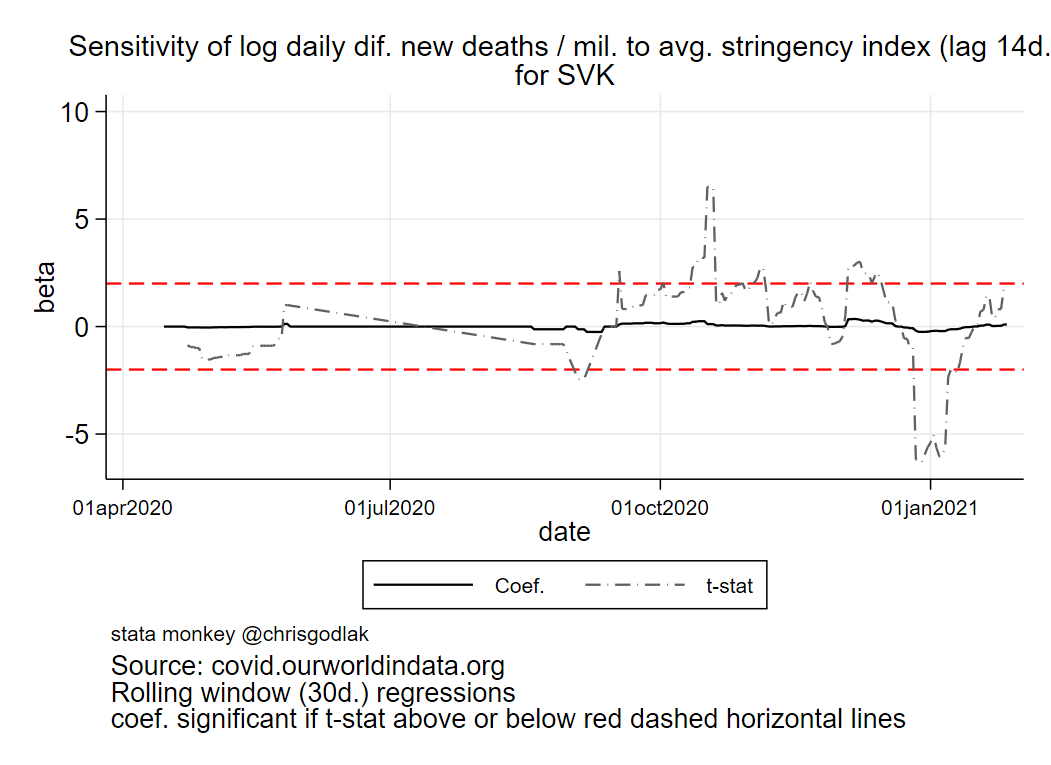 Sensitivity of log daily dif. new deaths / mil. to avg. stringency index (lag 14d.
for SVK
10
5
0
-5
beta
01apr2020 01jul2020 01oct2020 01jan2021
date
Coef. t-stat
stata monkey @chrisgodlak
Source: covid.ourworldindata.org
Rolling window (30d.) regressions
coef. significant if t-stat above or below red dashed horizontal lines